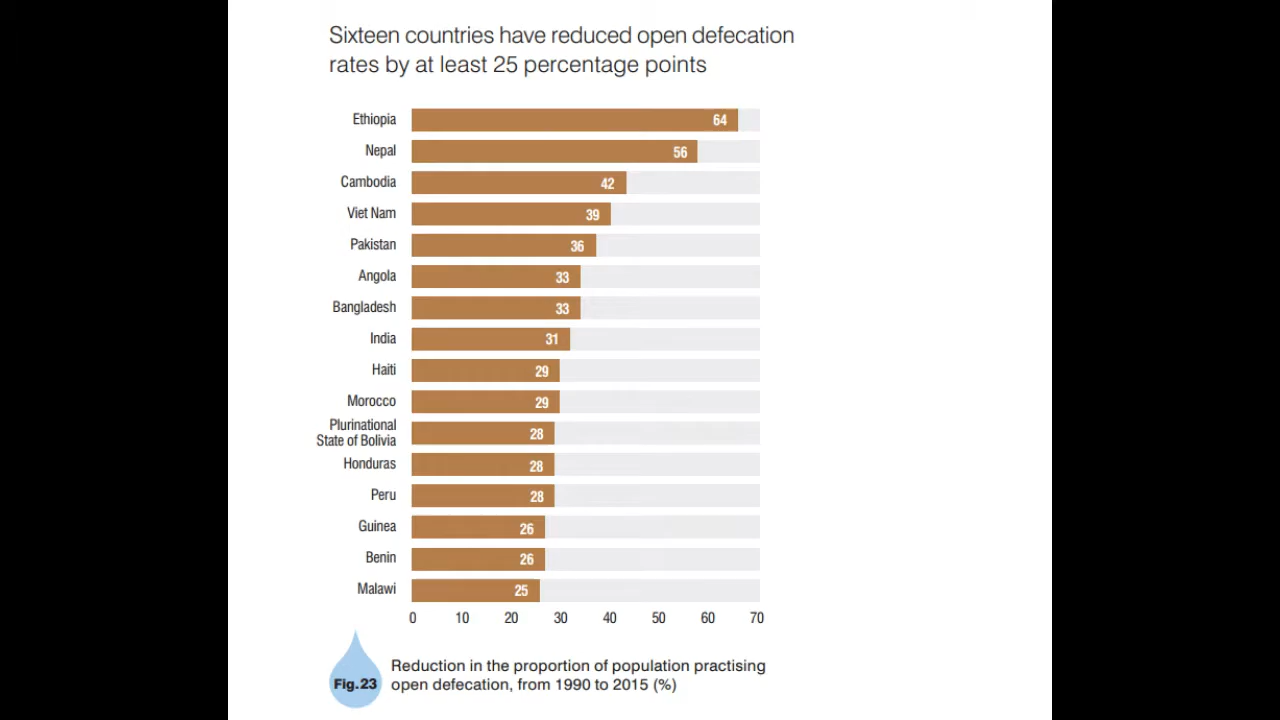 Sixteen countries have reduced open defecation
rates by at least 25 percentage points
Ethiopia 64
Nepal 56
Cambodia 42
Viet Nam 39
Pakistan 36
Angola 33
Bangladesh 33
India 31
Haiti 29
Morocco 29
Plurinational
State of Bolivia 28
Honduras 28
Peru 28
Guinea 26
Benin 26
Malawi 25
0 10 20 30 40 50 60 70
Fig.23
Reduction in the proportion of population practising
open defecation, from 1990 to 2015 (%)